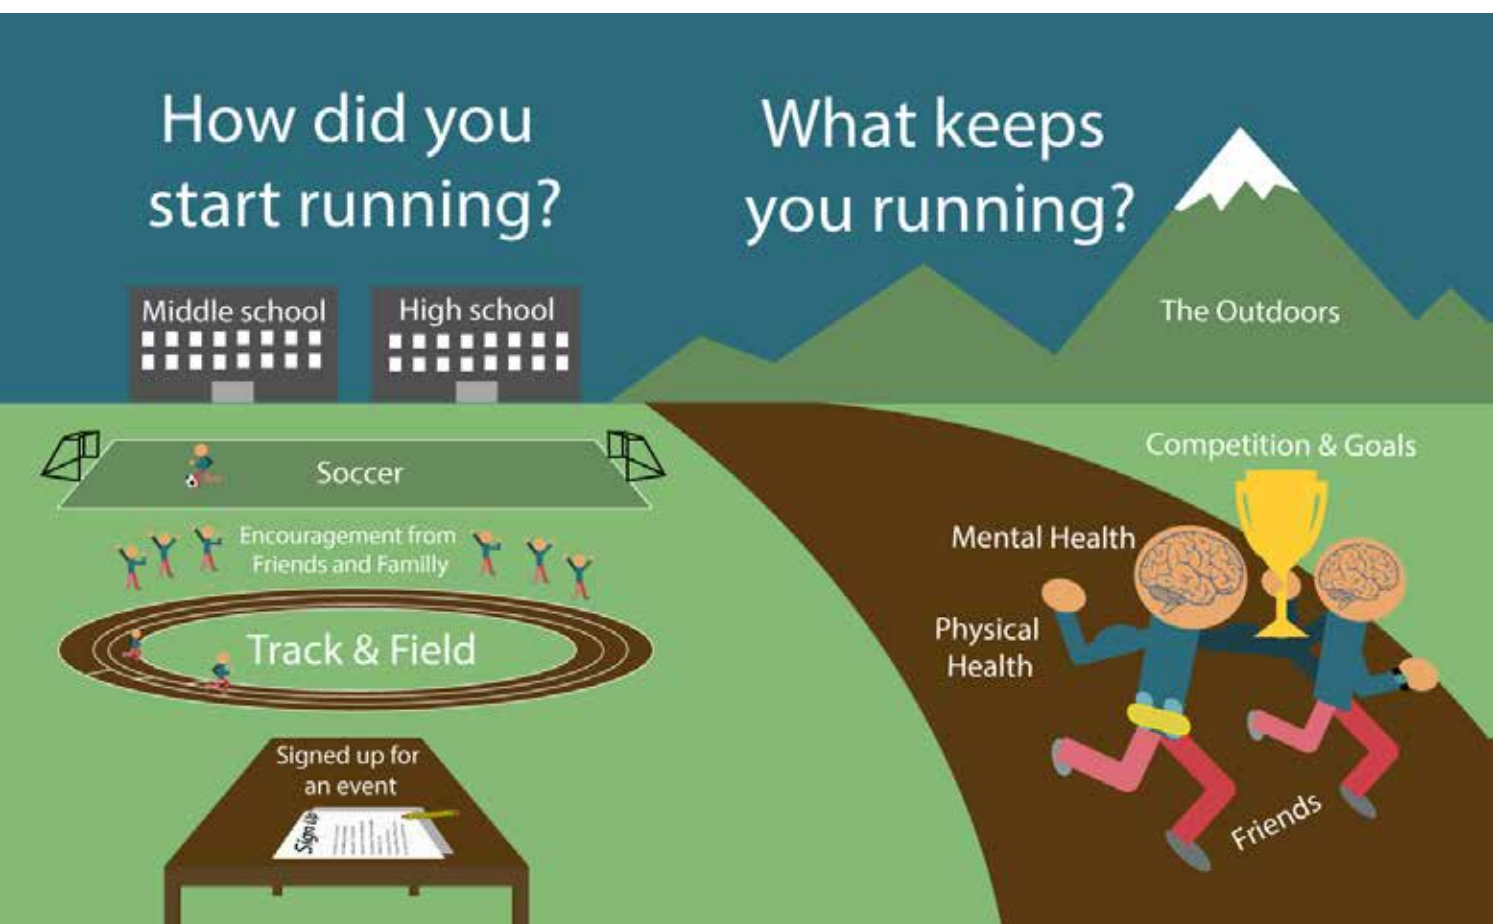 How did you
start running?
Middle school
High school
Soccer
Encouragement from
Friends and Familly
Track & Field
Signed up for
an event
Sign Up
What keeps
you running?
The Outdoors
Competition & Goals
Mental Health
Physical
Health
Friends